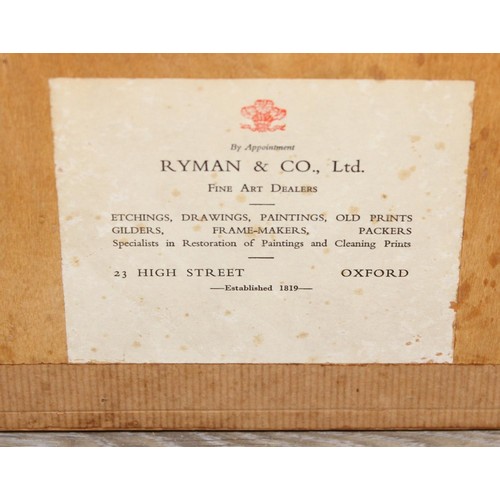 By Appointment
RYMAN & CO., Ltd.
FINE ART DEALERS
ETCHINGS, DRAWINGS, PAINTINGS, OLD PRINTS
GILDERS, FRAME-MAKERS, PACKERS
Specialists in Restoration of Paintings and Cleaning Prints
23 HIGH STREET OXFORD
—Established 1819—